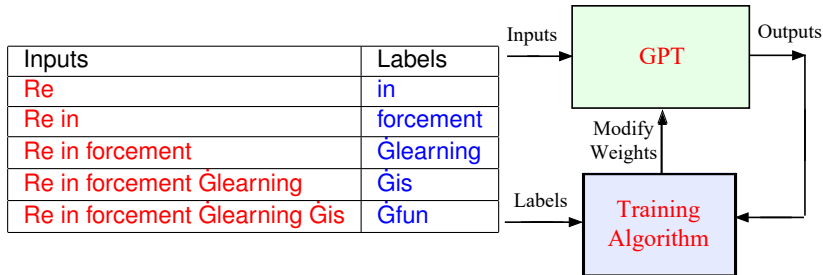 Inputs Labels
Re in
Re in forcement
Re in forcement Ġlearning
Re in forcement Ġlearning Ġis
Re in forcement Ġlearning Ġis Ġfun
Inputs
GPT
Outputs
Modify
Weights
Labels
Training
Algorithm